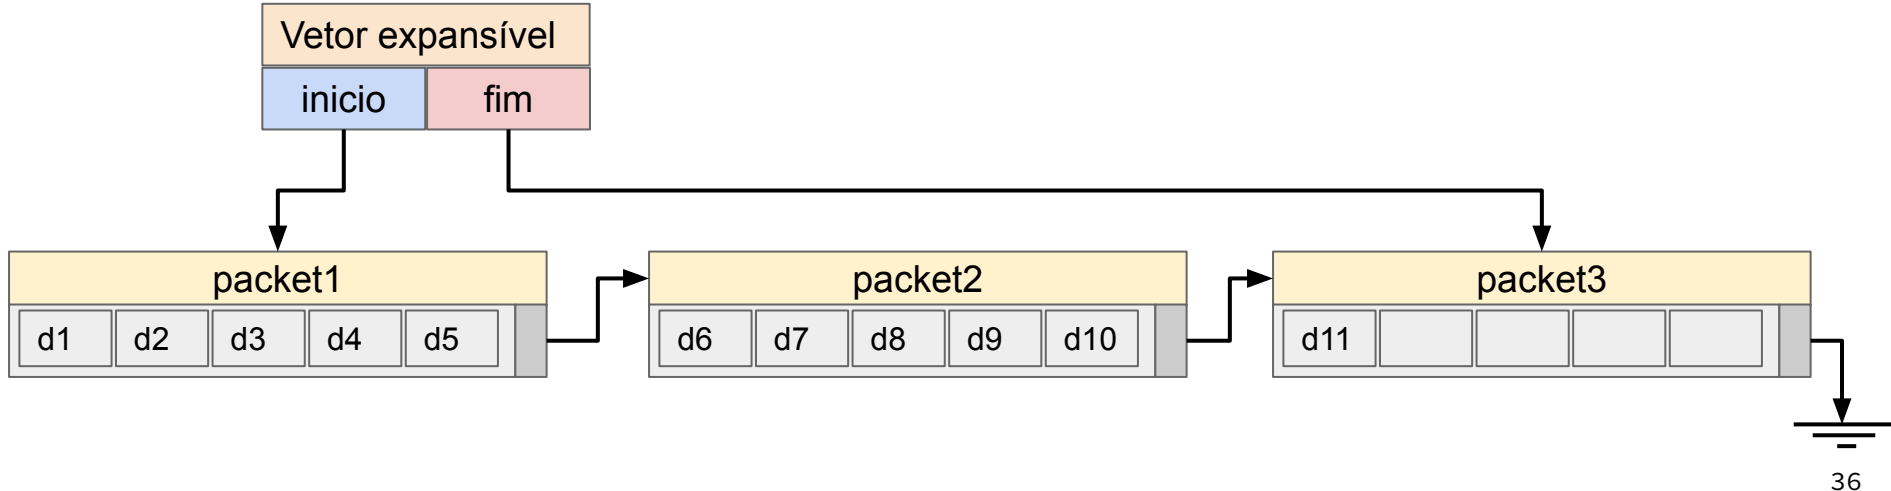 Vetor expansível
inicio fim
packet1 packet2 packet3
d1 d2 d3 d4 d5 d6 d7 d8 d9 d10 d11
36